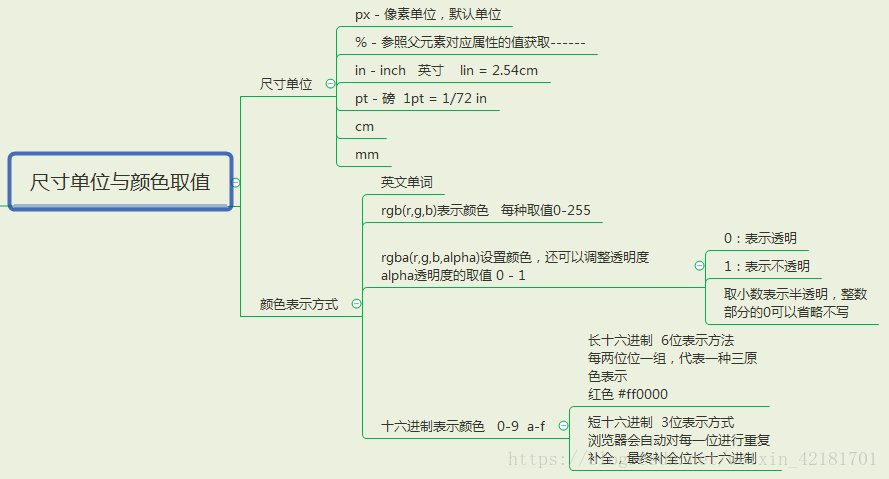 尺寸单位与颜色取值
尺寸单位
px - 像素单位，默认单位
% - 参照父元素对应属性的值获取------
in - inch 英寸 lin = 2.54cm
pt - 磅 1pt = 1/72 in
cm
mm
颜色表示方式
英文单词
rgb(r,g,b)表示颜色 每种取值0-255
rgba(r,g,b,alpha)设置颜色，还可以调整透明度
alpha透明度的取值 0 - 1
0：表示透明
1：表示不透明
取小数表示半透明，整数
部分的0可以省略不写
十六进制表示颜色 0-9 a-f
长十六进制 6位表示方法
每两位位一组，代表一种三原
色表示
红色 #ff0000
短十六进制 3位表示方式
浏览器会自动对每一位进行重复
补全，最终补全位长十六进制